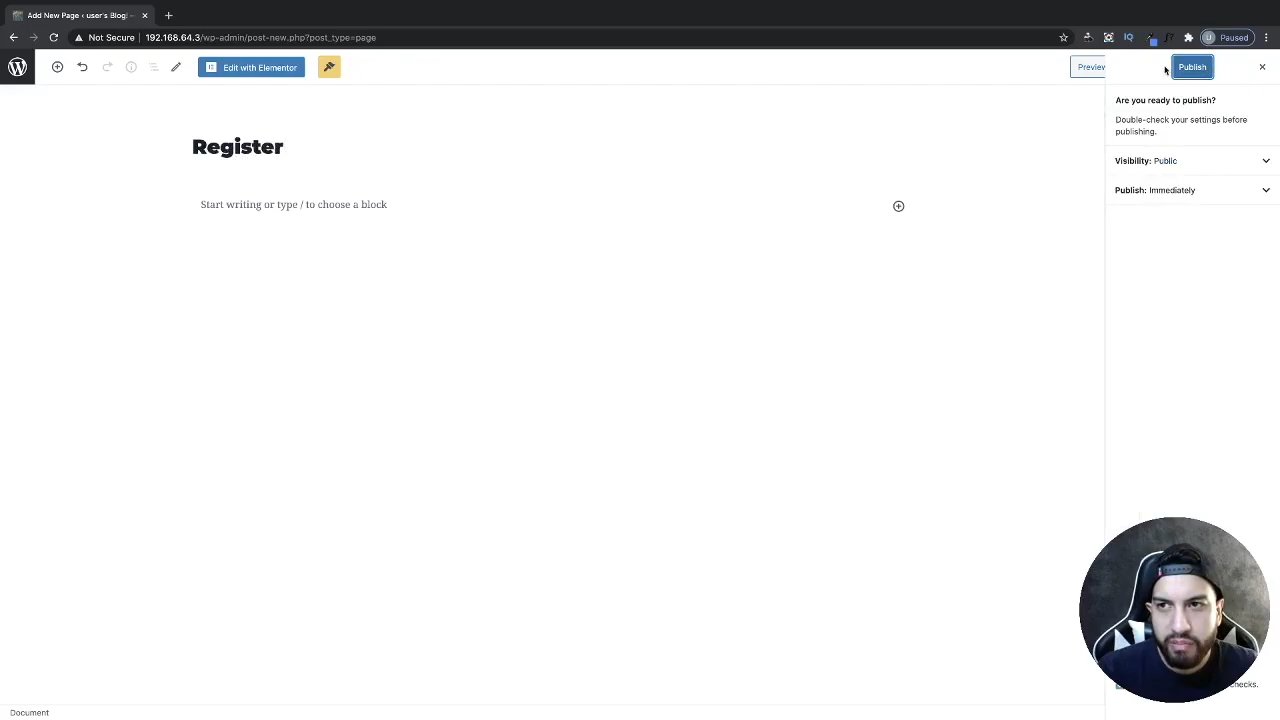 Add New Page ‹ user's Blog! —
Not Secure
192.168.64.3/wp-admin/post-new.php?post_type=page
IQ
f?
U
Paused
Edit with Elementor
Preview
Publish
Are you ready to publish?
Double-check your settings before
publishing.
Visibility: Public
Publish: Immediately
Register
Start writing or type / to choose a block
checks.
Document